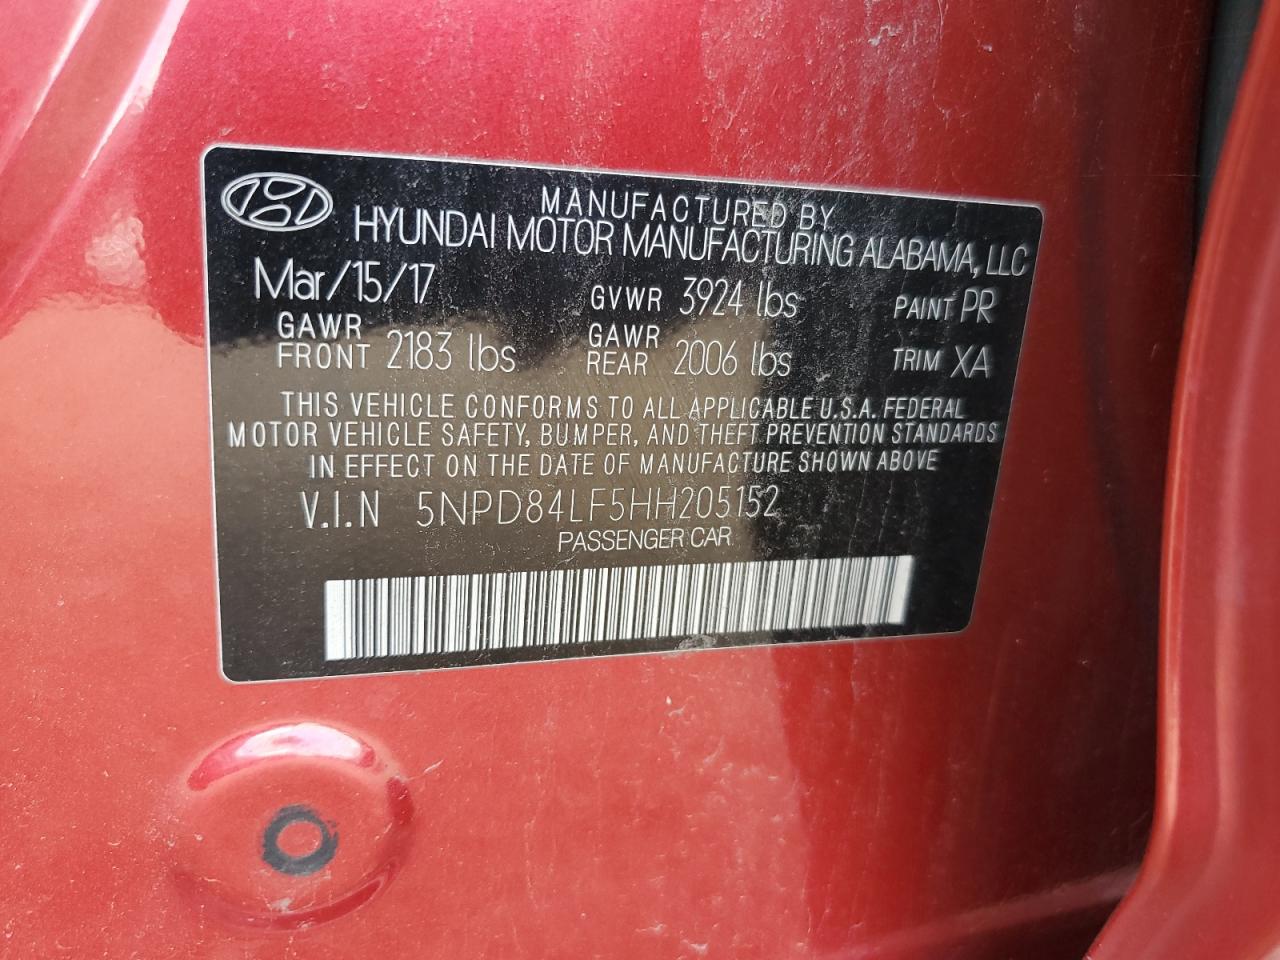 MANUFACTURED BY
HYUNDAI MOTOR MANUFACTURING ALABAMA, LLC
Mar/15/17 GVWR 3924 lbs PAINT PR
GAWR FRONT 2183 lbs GAWR REAR 2006 lbs TRIM XA
THIS VEHICLE CONFORMS TO ALL APPLICABLE U.S.A. FEDERAL
MOTOR VEHICLE SAFETY, BUMPER, AND THEFT PREVENTION STANDARDS
IN EFFECT ON THE DATE OF MANUFACTURE SHOWN ABOVE
V.I.N 5NPD84LF5HH205152
PASSENGER CAR